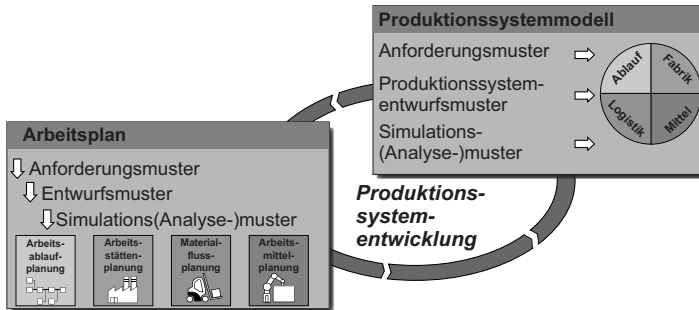 Produktionssystemmodell
Anforderungsmuster
Produktionssystem-
entwurfsmuster
Simulations-
(Analyse-)muster
Ablauf
Fabrik
Logistik
Mittel
Arbeitsplan
Anforderungsmuster
Entwurfsmuster
Simulations(Analyse-)muster
Arbeits-
ablauf-
planung
Arbeits-
stätten-
planung
Material-
fluss-
planung
Arbeits-
mittel-
planung
Produktions-
system-
entwicklung